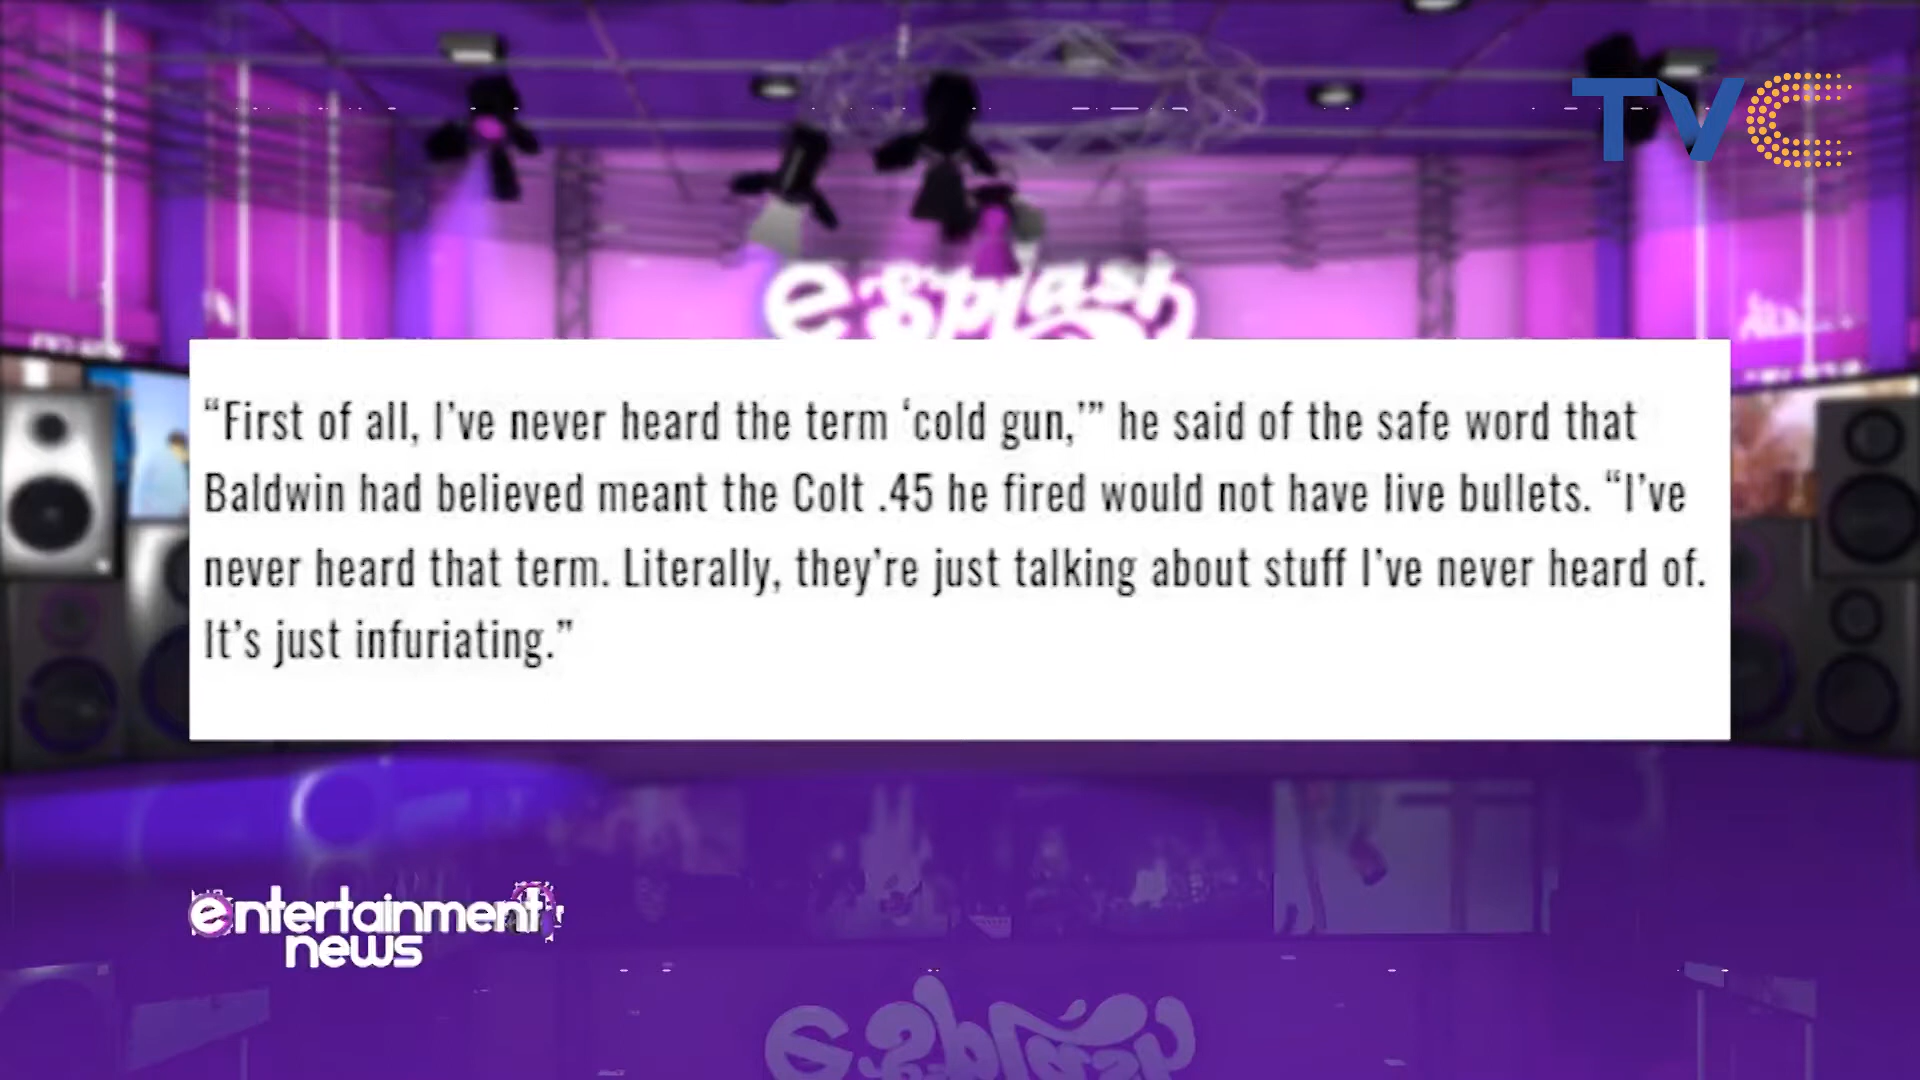 TVC
e splash
“First of all, I’ve never heard the term ‘cold gun,’” he said of the safe word that
Baldwin had believed meant the Colt .45 he fired would not have live bullets. “I’ve
never heard that term. Literally, they’re just talking about stuff I’ve never heard of.
It’s just infuriating.”
entertainment
news